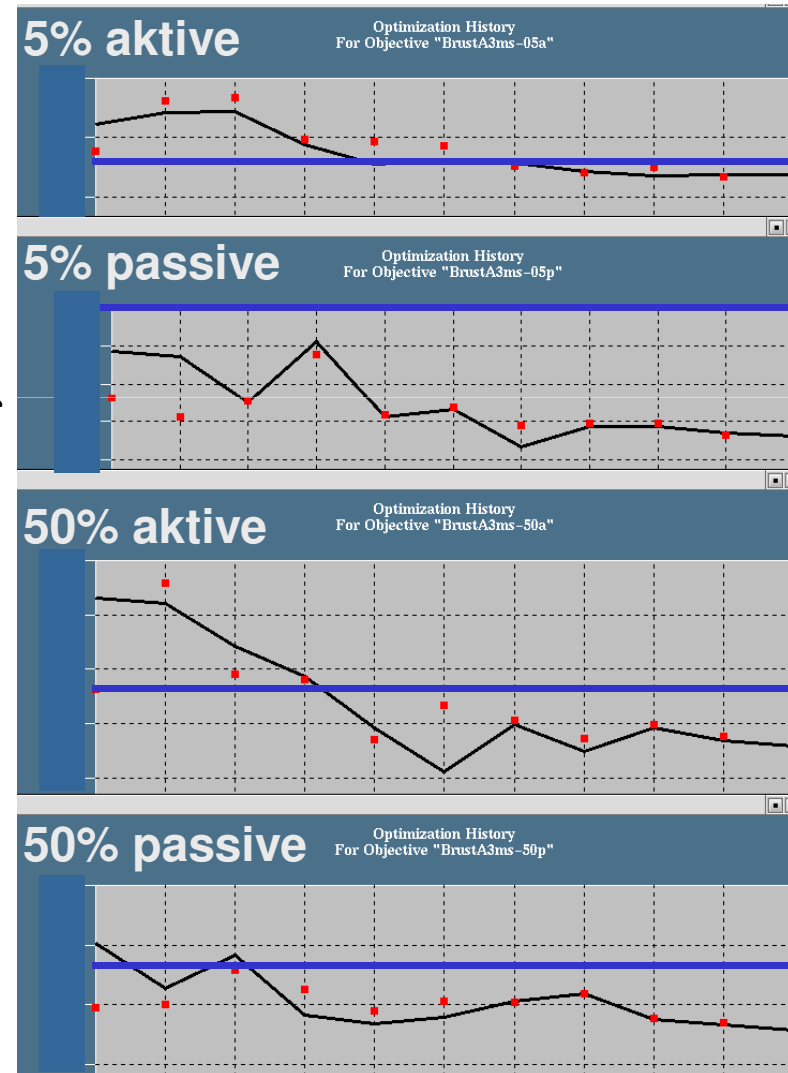 5% aktive
Optimization History
For Objective "BrustA3ms-05a"
5% passive
Optimization History
For Objective "BrustA3ms-05p"
50% aktive
Optimization History
For Objective "BrustA3ms-50a"
50% passive
Optimization History
For Objective "BrustA3ms-50p"